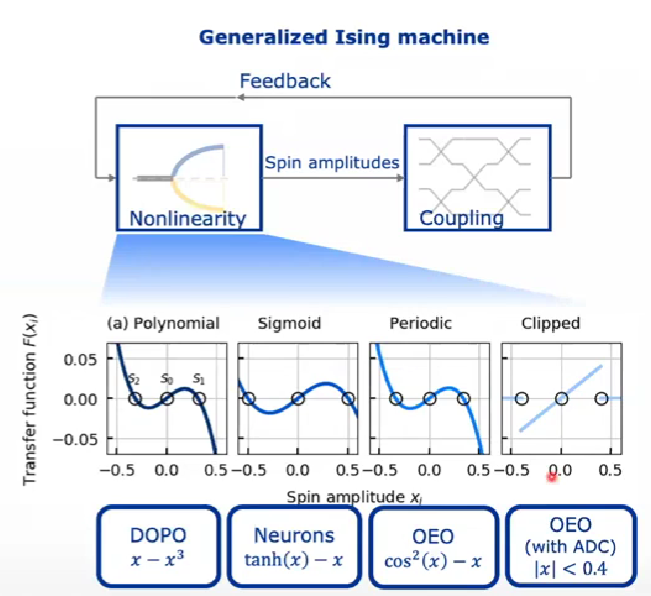 Generalized Ising machine
Feedback
Spin amplitudes
Nonlinearity
Coupling
(a) Polynomial
Sigmoid
Periodic
Clipped
Transfer function F(xᵢ)
0.05
0.00
−0.05
S₂
S₀
S₁
−0.5 0.0 0.5 −0.5 0.0 0.5 −0.5 0.0 0.5 −0.5 0.0 0.5
Spin amplitude xᵢ
DOPO
x − x³
Neurons
tanh(x) − x
OEO
cos²(x) − x
OEO
(with ADC)
|x| < 0.4